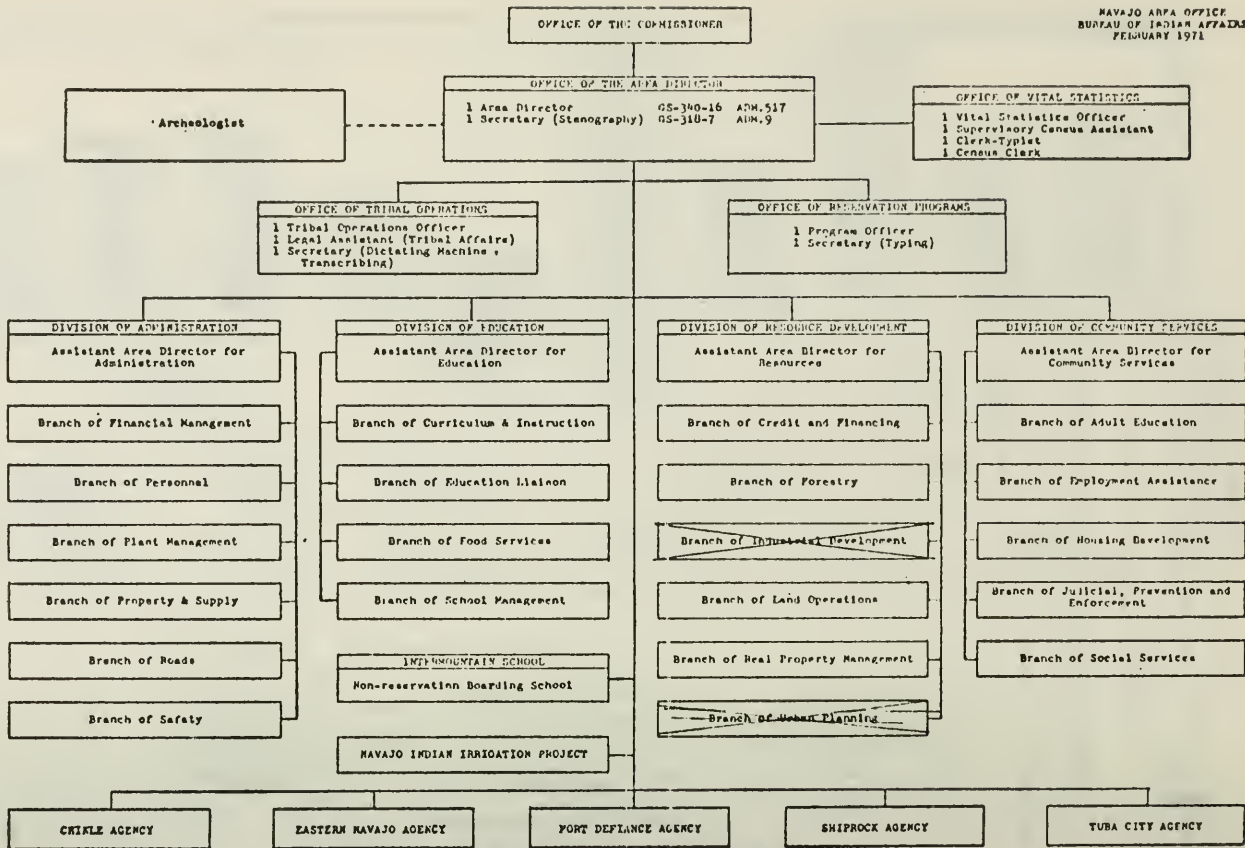 NAVAJO AREA OFFICE
BUREAU OF INDIAN AFFAIRS
FEBRUARY 1971
OFFICE OF THE COMMISSIONER
OFFICE OF THE AREA DIRECTOR
1 Area Director GS-340-16 ADM.517
1 Secretary (Stenography) GS-318-7 ADM.9
Archeologist
OFFICE OF VITAL STATISTICS
1 Vital Statistics Officer
1 Supervisory Census Assistant
1 Clerk-Typist
1 Census Clerk
OFFICE OF TRIBAL OPERATIONS
1 Tribal Operations Officer
1 Legal Assistant (Tribal Affairs)
1 Secretary (Dictating Machine
Transcribing)
OFFICE OF RESERVATION PROGRAMS
1 Program Officer
1 Secretary (Typing)
DIVISION OF ADMINISTRATION
Assistant Area Director for
Administration
Branch of Financial Management
Branch of Personnel
Branch of Plant Management
Branch of Property & Supply
Branch of Roads
Branch of Safety
DIVISION OF EDUCATION
Assistant Area Director for
Education
Branch of Curriculum & Instruction
Branch of Education Liaison
Branch of Food Services
Branch of School Management
INTERMOUNTAIN SCHOOL
Non-reservation Boarding School
NAVAJO INDIAN IRRIGATION PROJECT
DIVISION OF RESOURCE DEVELOPMENT
Assistant Area Director for
Resources
Branch of Credit and Financing
Branch of Forestry
Branch of Industrial Development
Branch of Land Operations
Branch of Real Property Management
Branch of Urban Planning
DIVISION OF COMMUNITY SERVICES
Assistant Area Director for
Community Services
Branch of Adult Education
Branch of Employment Assistance
Branch of Housing Development
Branch of Judicial, Prevention and
Enforcement
Branch of Social Services
CHINLE AGENCY
EASTERN NAVAJO AGENCY
FORT DEFIANCE AGENCY
SHIPROCK AGENCY
TUBA CITY AGENCY